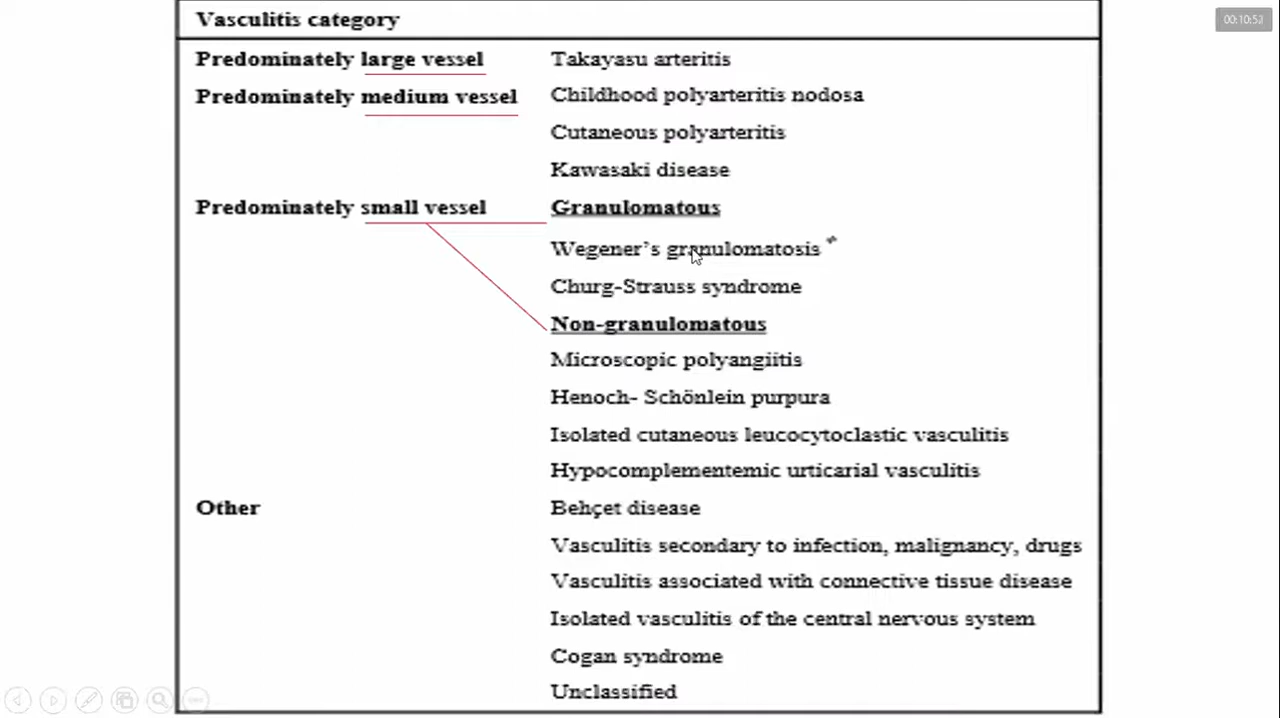 00:10:53
Vasculitis category
Predominately large vessel Takayasu arteritis
Predominately medium vessel Childhood polyarteritis nodosa
Cutaneous polyarteritis
Kawasaki disease
Predominately small vessel Granulomatous
Wegener's granulomatosis *
Churg-Strauss syndrome
Non-granulomatous
Microscopic polyangiitis
Henoch- Schönlein purpura
Isolated cutaneous leucocytoclastic vasculitis
Hypocomplementemic urticarial vasculitis
Other Behçet disease
Vasculitis secondary to infection, malignancy, drugs
Vasculitis associated with connective tissue disease
Isolated vasculitis of the central nervous system
Cogan syndrome
Unclassified